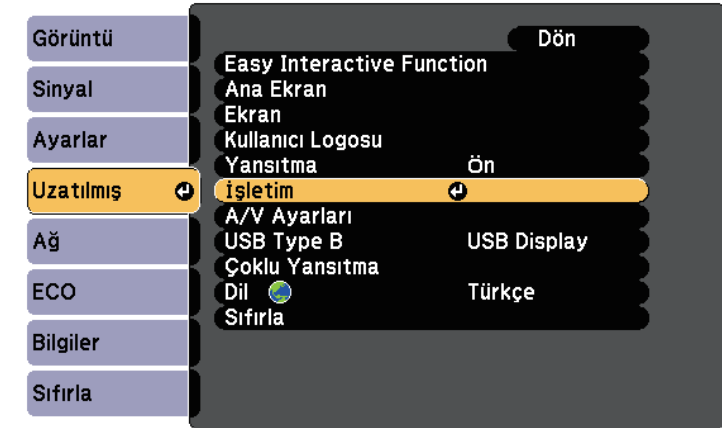 Görüntü
Sinyal
Ayarlar
Uzatılmış
Ağ
ECO
Bilgiler
Sıfırla
Dön
Easy Interactive Function
Ana Ekran
Ekran
Kullanıcı Logosu
Yansıtma Ön
İşletim
A/V Ayarları
USB Type B USB Display
Çoklu Yansıtma
Dil Türkçe
Sıfırla